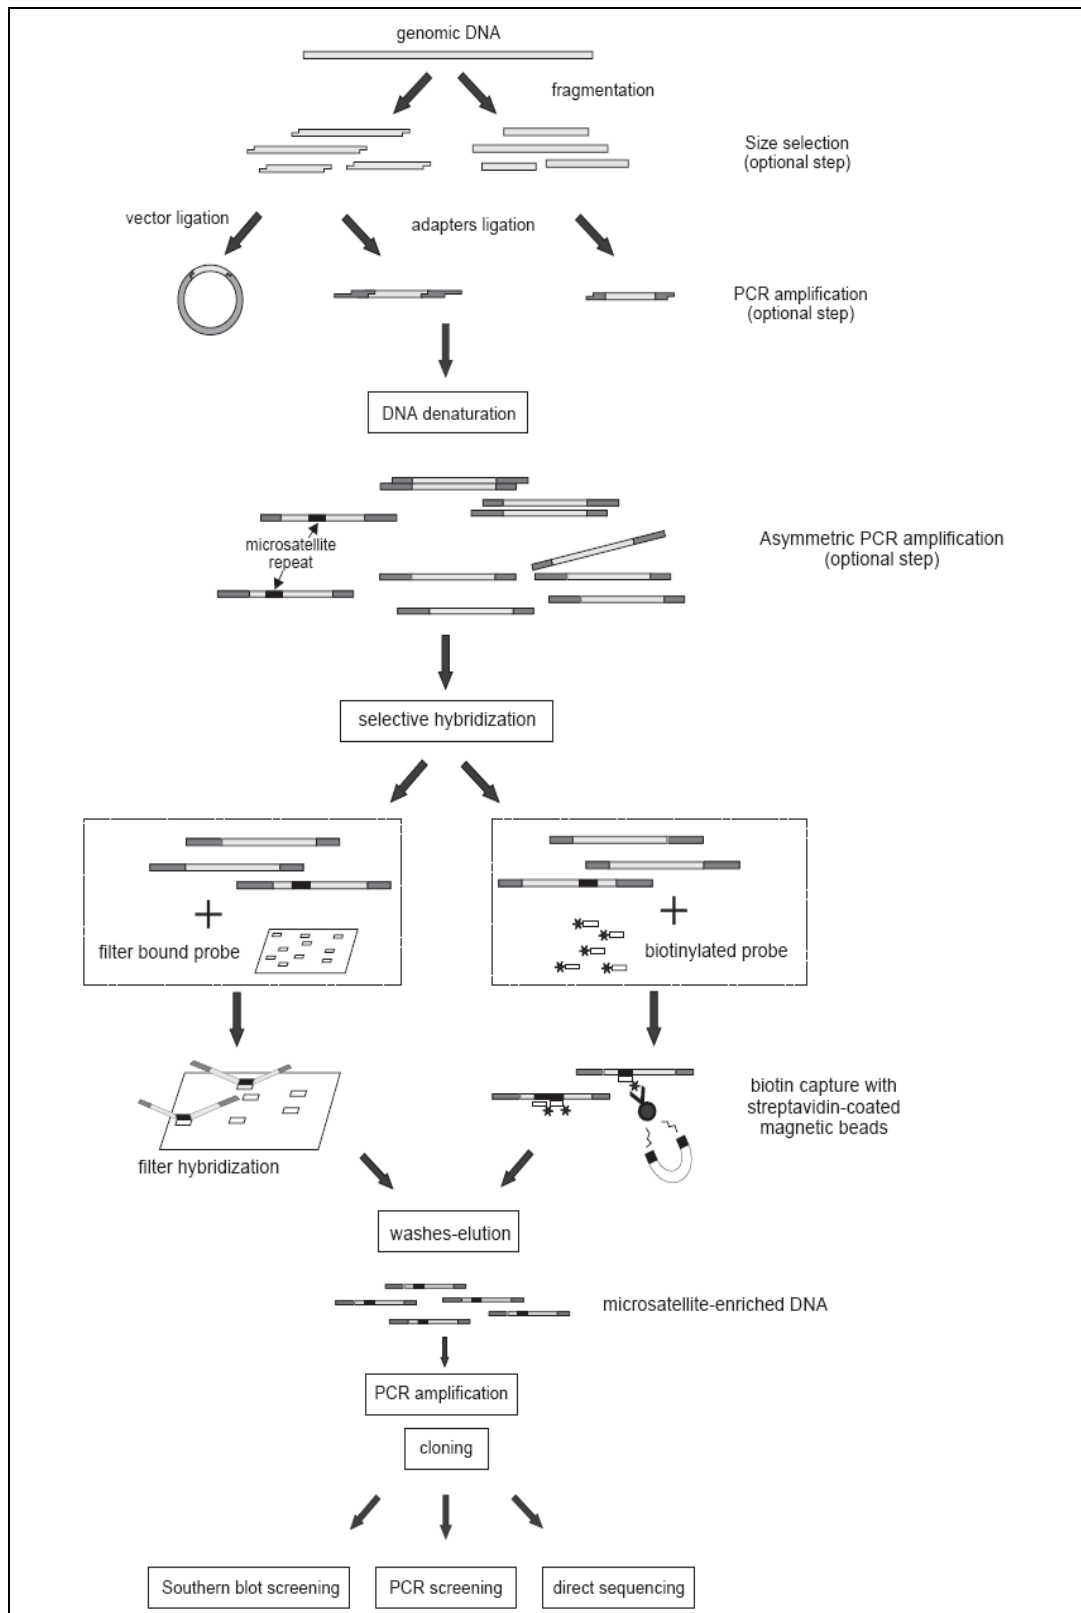 genomic DNA
fragmentation
Size selection
(optional step)
vector ligation
adapters ligation
PCR amplification
(optional step)
DNA denaturation
microsatellite
repeat
Asymmetric PCR amplification
(optional step)
selective hybridization
filter bound probe
biotinylated probe
filter hybridization
biotin capture with
streptavidin-coated
magnetic beads
washes-elution
microsatellite-enriched DNA
PCR amplification
cloning
Southern blot screening
PCR screening
direct sequencing